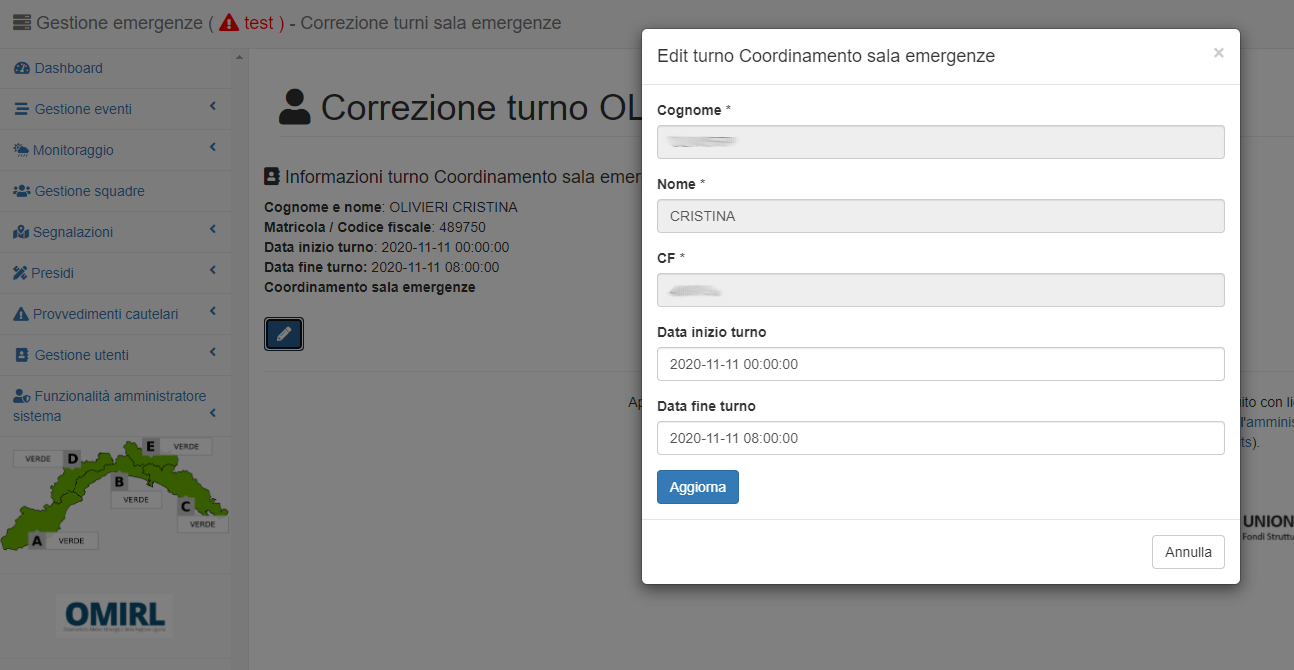 Gestione emergenze ( test ) - Correzione turni sala emergenze
Dashboard
Gestione eventi
Monitoraggio
Gestione squadre
Segnalazioni
Presidi
Provvedimenti cautelari
Gestione utenti
Funzionalità amministratore
sistema
E VERDE
VERDE D
B
VERDE
C
VERDE
A VERDE
OMIRL
Correzione turno OL
Informazioni turno Coordinamento sala emer
Cognome e nome: OLIVIERI CRISTINA
Matricola / Codice fiscale: 489750
Data inizio turno: 2020-11-11 00:00:00
Data fine turno: 2020-11-11 08:00:00
Coordinamento sala emergenze
Ap
Edit turno Coordinamento sala emergenze ×
Cognome *
Nome *
CRISTINA
CF *
Data inizio turno
2020-11-11 00:00:00
Data fine turno
2020-11-11 08:00:00
Aggiorna
Annulla
ito con li
l'amminis
ts).
UNION
Fondi Struttu